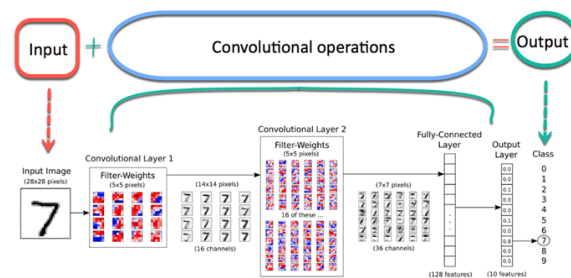 Input
+
Convolutional operations
=
Output
Input Image
(28x28 pixels)
7
Convolutional Layer 1
Filter-Weights
(5x5 pixels)
14x14 pixels)
(16 channels)
Convolutional Layer 2
Filter-Weights
(5x5 pixels)
16 of these ...
(7x7 pixels)
(36 channels)
Fully-Connected
Layer
(128 features)
Output
Layer
0.0
0.0
0.1
0.0
0.0
0.1
0.0
0.8
0.0
0.0
(10 features)
Class
0
1
2
3
4
5
6
7
8
9